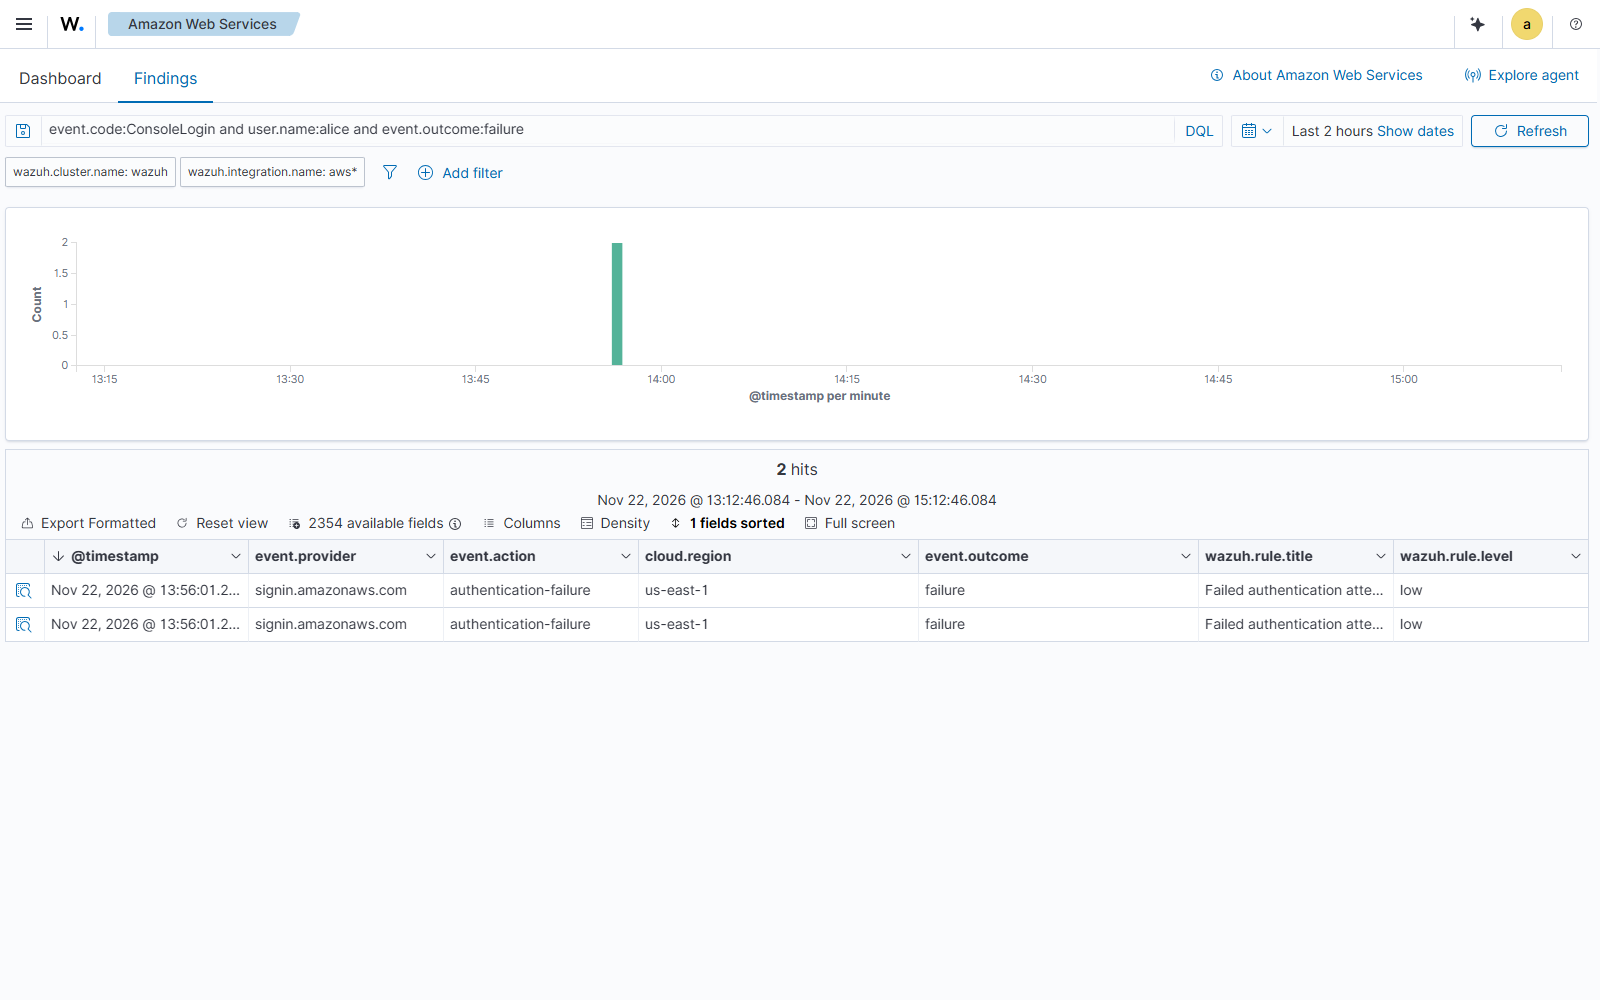 W.
Amazon Web Services
a
Dashboard
Findings
About Amazon Web Services
Explore agent
event.code:ConsoleLogin and user.name:alice and event.outcome:failure
DQL
Last 2 hours Show dates
Refresh
wazuh.cluster.name: wazuh
wazuh.integration.name: aws*
Add filter
2
1.5
1
0.5
0
Count
13:15
13:30
13:45
14:00
14:15
14:30
14:45
15:00
@timestamp per minute
2 hits
Nov 22, 2026 @ 13:12:46.084 - Nov 22, 2026 @ 15:12:46.084
Export Formatted
Reset view
2354 available fields
Columns
Density
1 fields sorted
Full screen
@timestamp
event.provider
event.action
cloud.region
event.outcome
wazuh.rule.title
wazuh.rule.level
Nov 22, 2026 @ 13:56:01.2... signin.amazonaws.com authentication-failure us-east-1 failure Failed authentication atte... low
Nov 22, 2026 @ 13:56:01.2... signin.amazonaws.com authentication-failure us-east-1 failure Failed authentication atte... low